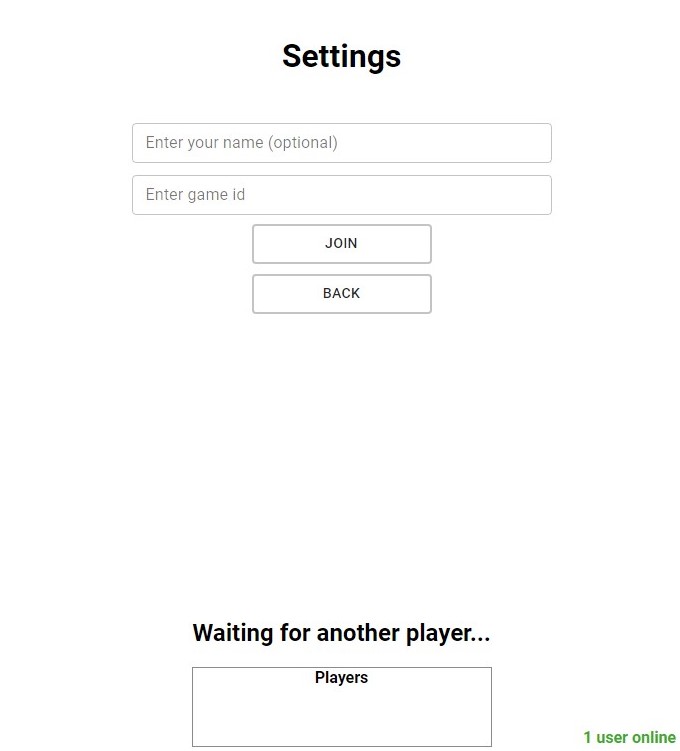 Settings
Enter your name (optional)
Enter game id
JOIN
BACK
Waiting for another player...
Players
1 user online